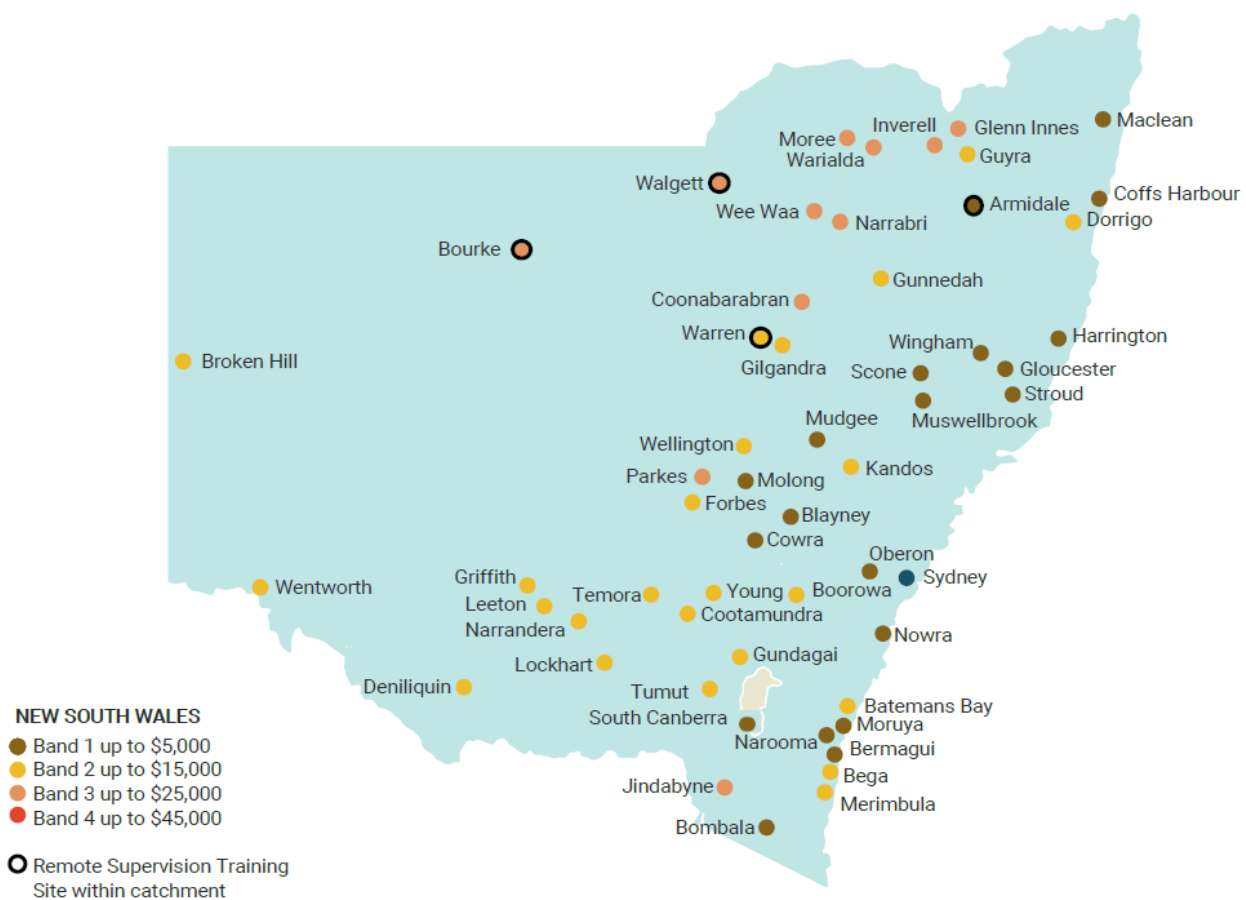 Maclean
Inverell
Glenn Innes
Moree
Warialda
Guyra
Walgett
Coffs Harbour
Armidale
Wee Waa
Dorrigo
Narrabri
Bourke
Gunnedah
Coonabarabran
Warren
Harrington
Wingham
Broken Hill
Gilgandra
Gloucester
Scone
Stroud
Muswellbrook
Mudgee
Wellington
Kandos
Parkes
Molong
Forbes
Blayney
Cowra
Oberon
Sydney
Griffith
Wentworth
Temora
Young
Boorowa
Leeton
Cootamundra
Narrandera
Nowra
Gundagai
Lockhart
Deniliquin
Tumut
Batemans Bay
South Canberra
Moruya
Narooma
Bermagui
Bega
Jindabyne
Merimbula
Bombala
NEW SOUTH WALES
Band 1 up to $5,000
Band 2 up to $15,000
Band 3 up to $25,000
Band 4 up to $45,000
Remote Supervision Training
Site within catchment